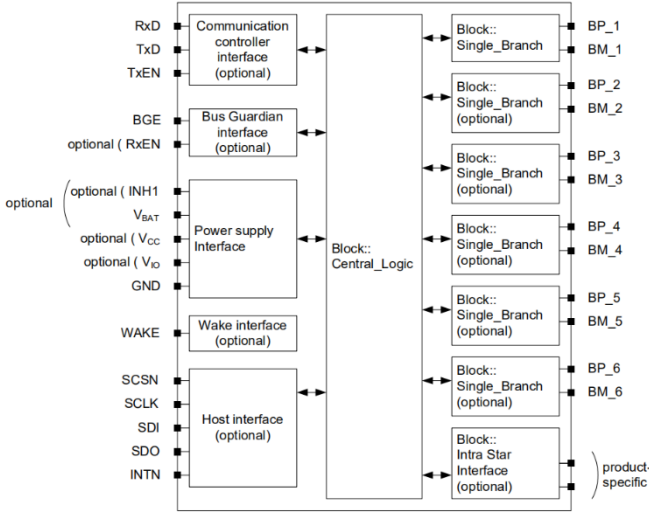 RxD
TxD
TxEN
Communication
controller
interface
(optional)
BGE
optional ( RxEN
Bus Guardian
interface
(optional)
optional
optional ( INH1
VBAT
optional ( VCC
optional ( VIO
GND
Power supply
Interface
WAKE
Wake interface
(optional)
SCSN
SCLK
SDI
SDO
INTN
Host interface
(optional)
Block::
Central_Logic
Block::
Single_Branch
BP_1
BM_1
Block::
Single_Branch
(optional)
BP_2
BM_2
Block::
Single_Branch
(optional)
BP_3
BM_3
Block::
Single_Branch
(optional)
BP_4
BM_4
Block::
Single_Branch
(optional)
BP_5
BM_5
Block::
Single_Branch
(optional)
BP_6
BM_6
Block::
Intra Star
Interface
(optional)
product-
specific